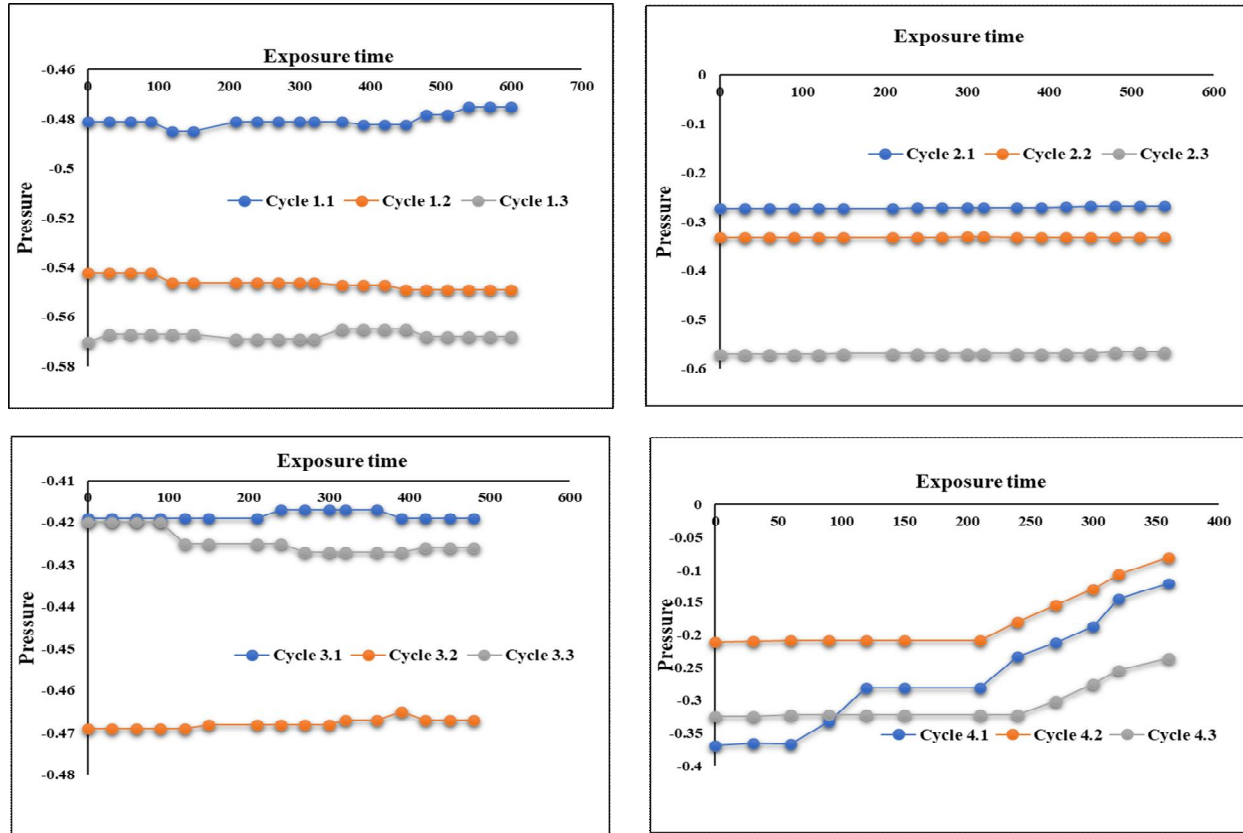 Exposure time
-0.46
0 100 200 300 400 500 600 700
-0.48
-0.5
Cycle 1.1 Cycle 1.2 Cycle 1.3
Pressure
-0.52
-0.54
-0.56
-0.58
Exposure time
0
0 100 200 300 400 500 600
-0.1
Cycle 2.1 Cycle 2.2 Cycle 2.3
-0.2
Pressure
-0.3
-0.4
-0.5
-0.6
Exposure time
-0.41
0 100 200 300 400 500 600
-0.42
-0.43
-0.44
-0.45
Cycle 3.1 Cycle 3.2 Cycle 3.3
Pressure
-0.46
-0.47
-0.48
Exposure time
0
0 50 100 150 200 250 300 350 400
-0.05
-0.1
-0.15
Pressure
-0.2
-0.25
-0.3
-0.35
Cycle 4.1 Cycle 4.2 Cycle 4.3
-0.4